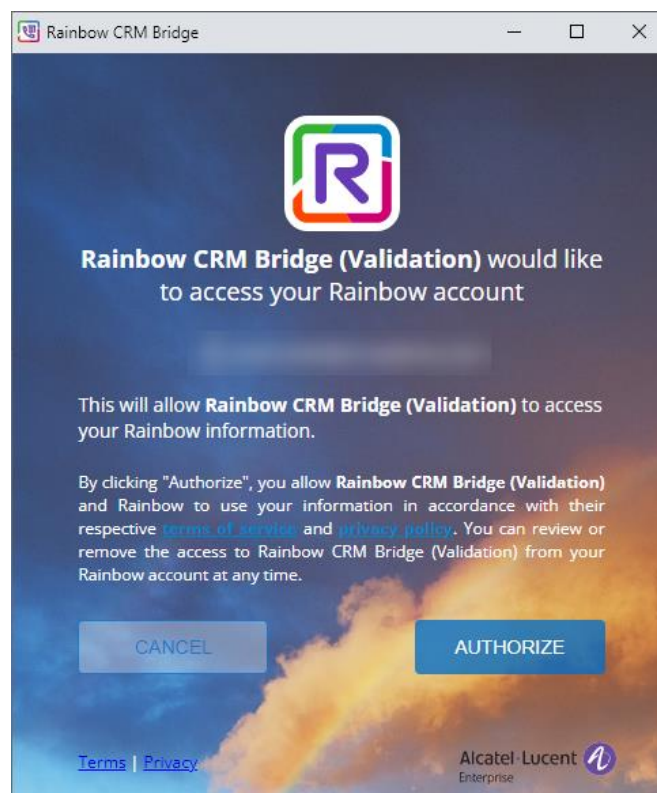 Rainbow CRM Bridge
R
Rainbow CRM Bridge (Validation) would like
to access your Rainbow account
This will allow Rainbow CRM Bridge (Validation) to access
your Rainbow information.
By clicking "Authorize", you allow Rainbow CRM Bridge (Validation)
and Rainbow to use your information in accordance with their
respective terms of service and privacy policy. You can review or
remove the access to Rainbow CRM Bridge (Validation) from your
Rainbow account at any time.
CANCEL AUTHORIZE
Terms | Privacy
Alcatel·Lucent
Enterprise